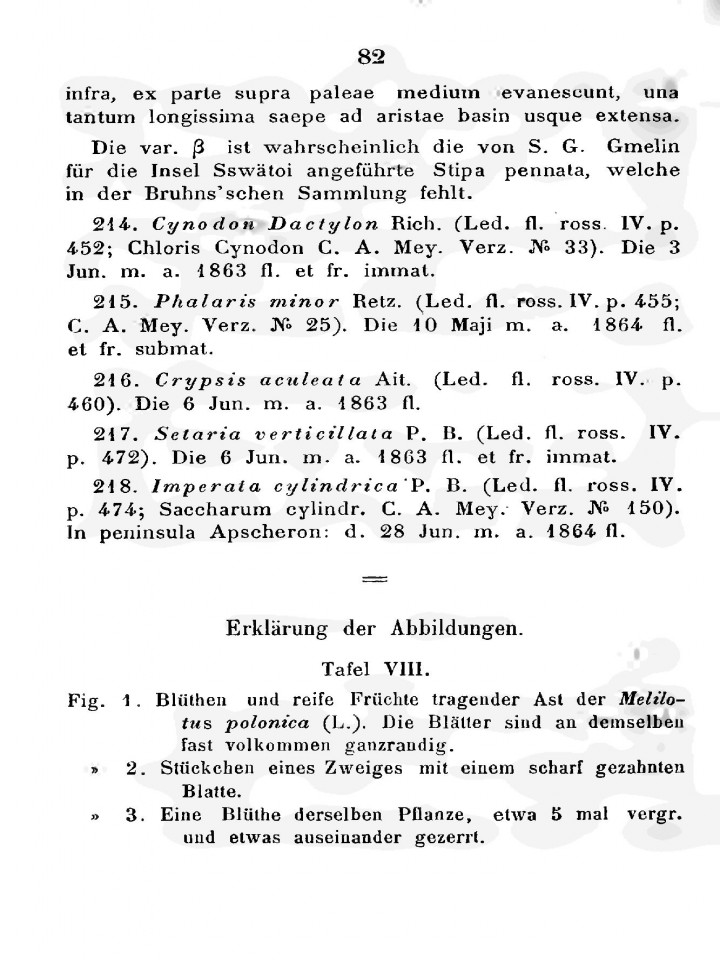 82
infra, ex parte supra paleae medium evanescunt, una
tantum longissima saepe ad aristae basin usque extensa.
Die var. β ist wahrscheinlich die von S. G. Gmelin
für die Insel Sswätoi angeführte Stipa pennata, welche
in der Bruhns'schen Sammlung fehlt.
214. Cynodon Dactylon Rich. (Led. fl. ross. IV. p.
452; Chloris Cynodon C. A. Mey. Verz. № 33). Die 3
Jun. m. a. 1863 fl. et fr. immat.
215. Phalaris minor Retz. (Led. fl. ross. IV. p. 455;
C. A. Mey. Verz. № 25). Die 10 Maji m. a. 1864 fl.
et fr. submat.
216. Crypsis aculeata Ait. (Led. fl. ross. IV. p.
460). Die 6 Jun. m. a. 1863 fl.
217. Setaria verticillata P. B. (Led. fl. ross. IV.
p. 472). Die 6 Jun. m. a. 1863 fl. et fr. immat.
218. Imperata cylindrica P. B. (Led. fl. ross. IV.
p. 474; Saccharum cylindr. C. A. Mey. Verz. № 150).
In peninsula Apscheron: d. 28 Jun. m. a. 1864 fl.
Erklärung der Abbildungen.
Tafel VIII.
Fig. 1. Blüthen und reife Früchte tragender Ast der Melilo-
tus polonica (L.). Die Blätter sind an demselben
fast volkommen ganzrandig.
» 2. Stückchen eines Zweiges mit einem scharf gezahnten
Blatte.
» 3. Eine Blüthe derselben Pflanze, etwa 5 mal vergr.
und etwas auseinander gezerrt.